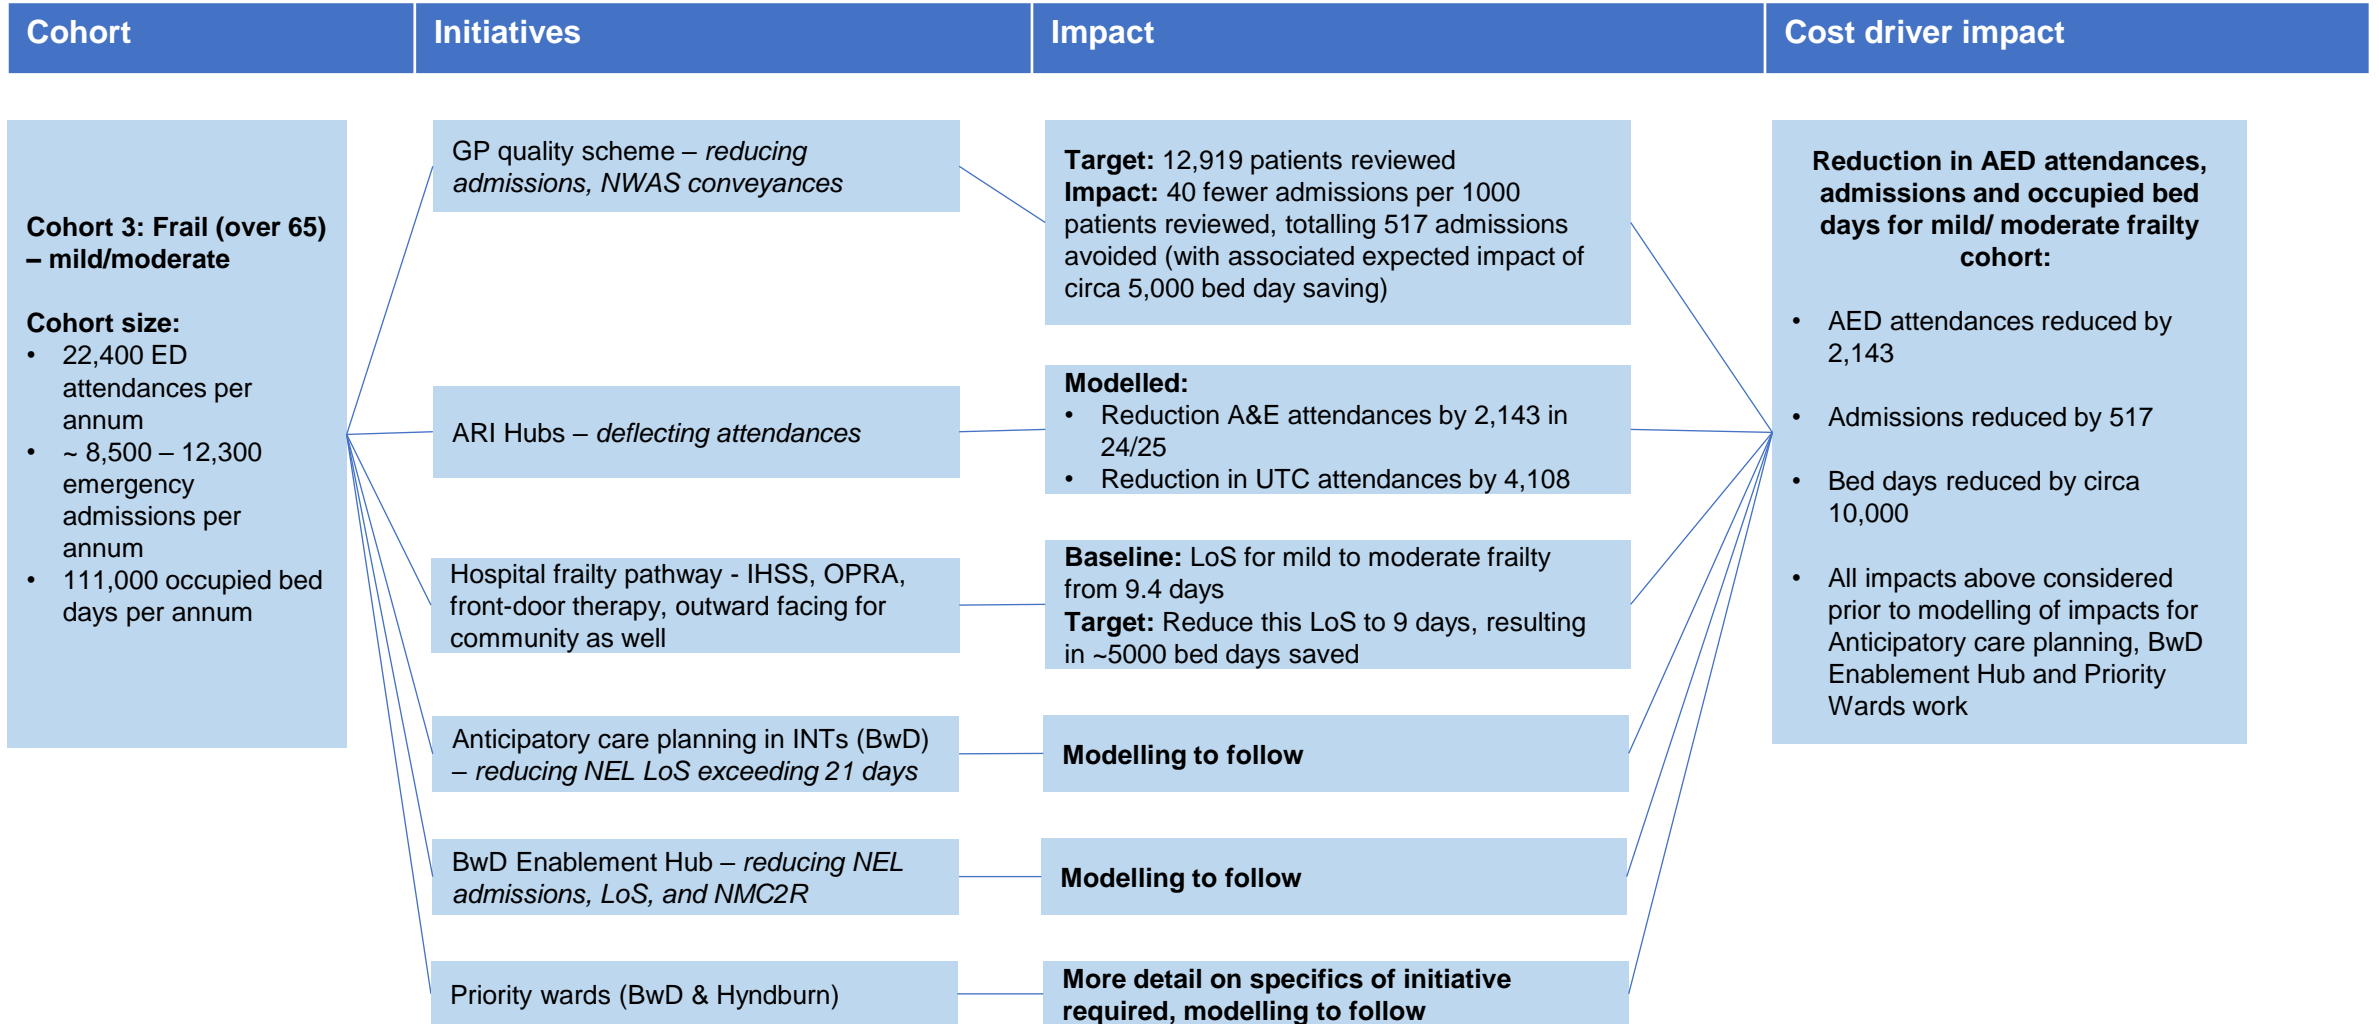 Cohort
Initiatives
Impact
Cost driver impact
Cohort 3: Frail (over 65)
– mild/moderate
Cohort size:
• 22,400 ED
attendances per
annum
• ~ 8,500 – 12,300
emergency
admissions per
annum
• 111,000 occupied bed
days per annum
GP quality scheme – reducing
admissions, NWAS conveyances
ARI Hubs – deflecting attendances
Hospital frailty pathway - IHSS, OPRA,
front-door therapy, outward facing for
community as well
Anticipatory care planning in INTs (BwD)
– reducing NEL LoS exceeding 21 days
BwD Enablement Hub – reducing NEL
admissions, LoS, and NMC2R
Priority wards (BwD & Hyndburn)
Target: 12,919 patients reviewed
Impact: 40 fewer admissions per 1000
patients reviewed, totalling 517 admissions
avoided (with associated expected impact of
circa 5,000 bed day saving)
Modelled:
• Reduction A&E attendances by 2,143 in
24/25
• Reduction in UTC attendances by 4,108
Baseline: LoS for mild to moderate frailty
from 9.4 days
Target: Reduce this LoS to 9 days, resulting
in ~5000 bed days saved
Modelling to follow
Modelling to follow
More detail on specifics of initiative
required, modelling to follow
Reduction in AED attendances,
admissions and occupied bed
days for mild/ moderate frailty
cohort:
• AED attendances reduced by
2,143
• Admissions reduced by 517
• Bed days reduced by circa
10,000
• All impacts above considered
prior to modelling of impacts for
Anticipatory care planning, BwD
Enablement Hub and Priority
Wards work